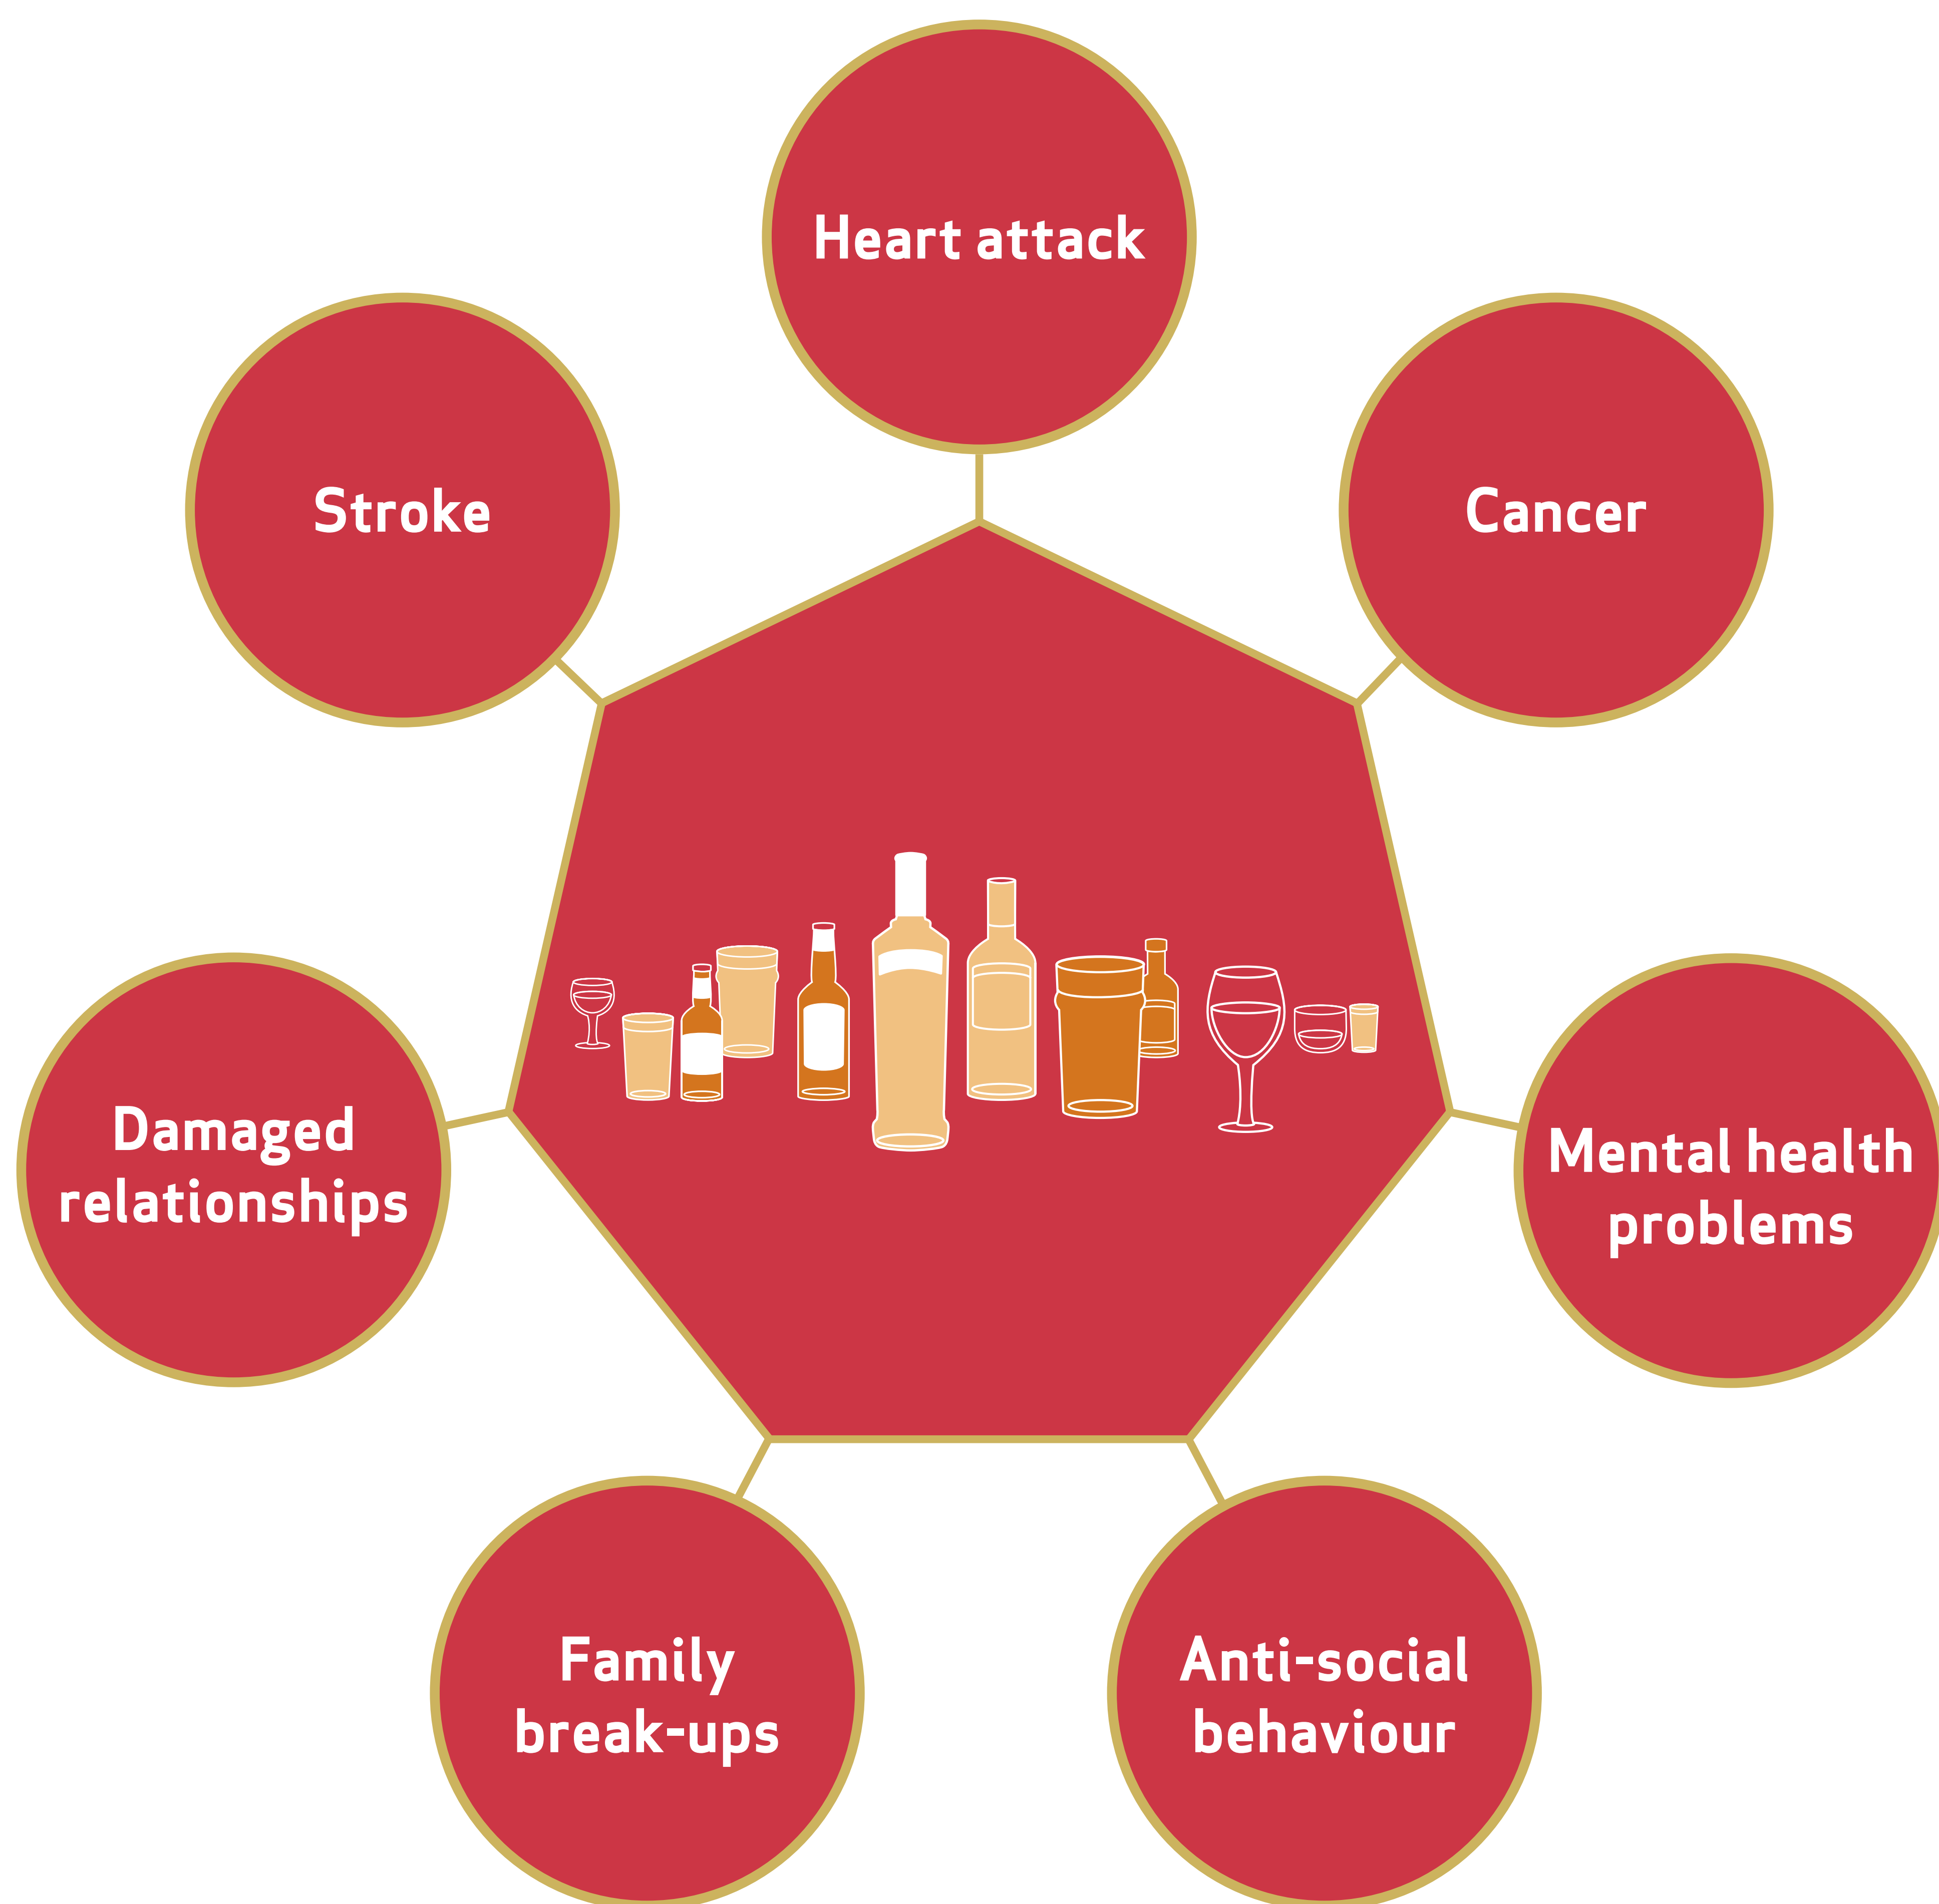 Heart attack
Stroke
Cancer
Damaged
relationships
Mental health
problems
Family
break-ups
Anti-social
behaviour